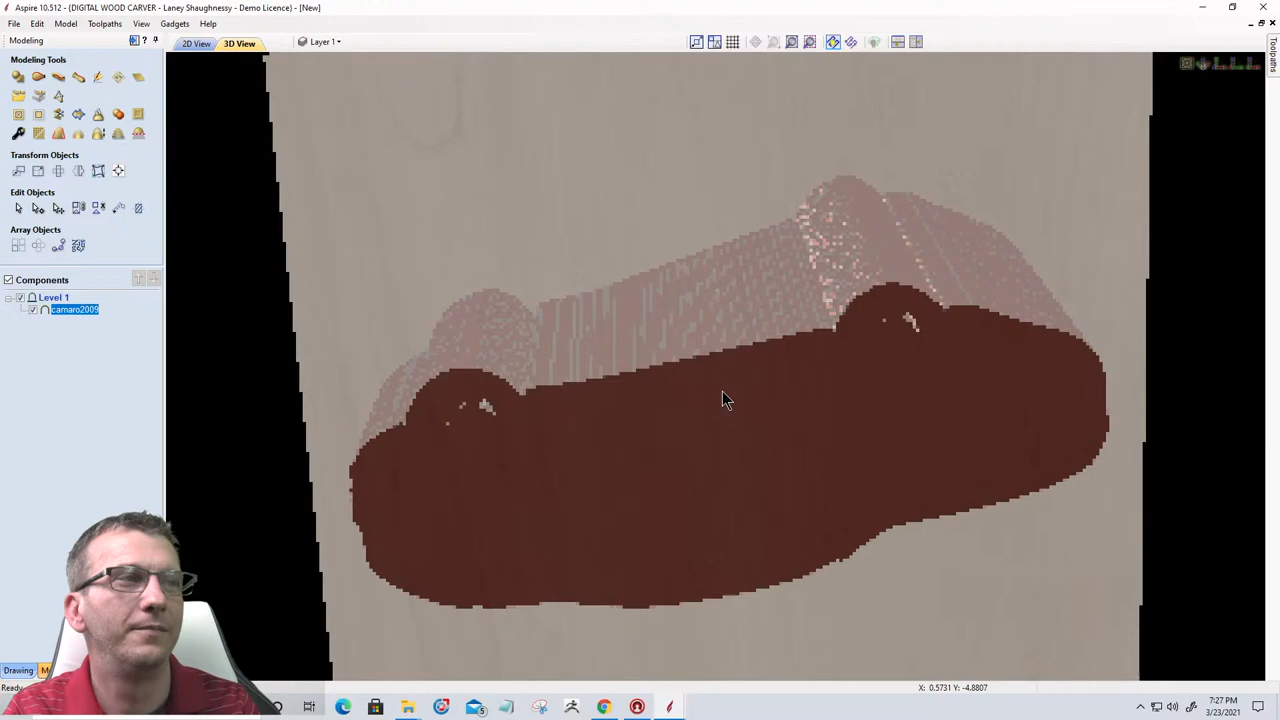 Aspire 10.512 - (DIGITAL WOOD CARVER - Laney Shaughnessy - Demo Licence) - [New]
File Edit Model Toolpaths View Gadgets Help
Modeling
2D View 3D View Layer 1
Toolpaths
Modeling Tools
Transform Objects
Edit Objects
Array Objects
Components
Level 1
camaro2009
Drawing
Ready
X: 0.5731 Y: -4.8807
5
7:27 PM
3/23/2021